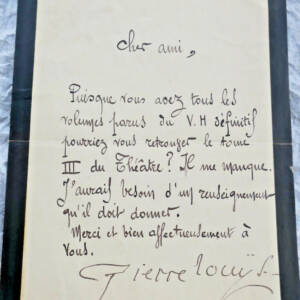 cher ami,
Puisque vous avez tous les
volumes parus du V.H définitif
pourriez vous retrouver le tome
III du Théâtre ? Il me manque.
J'aurais besoin d'un renseignement
qu'il doit donner.
Merci et bien affectueusement à
vous.
Pierre Louÿs